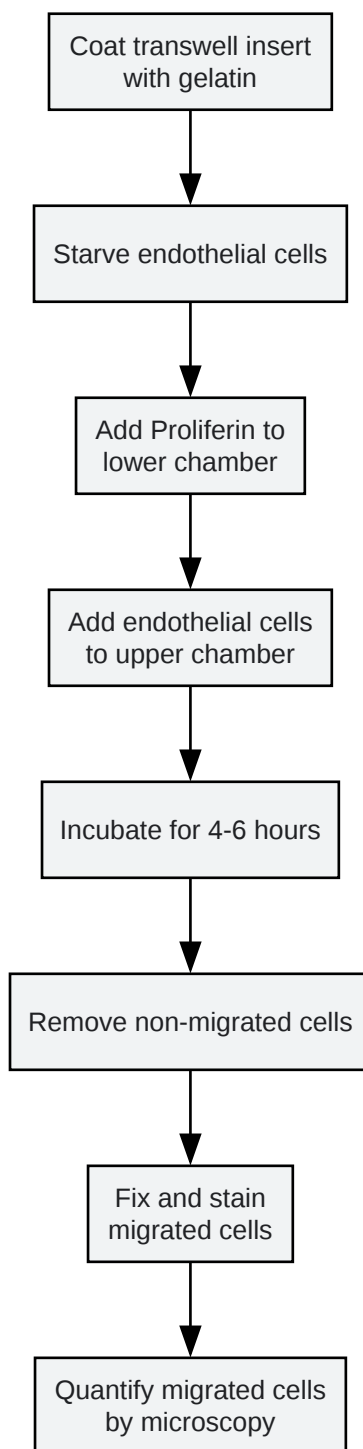 Coat transwell insert
with gelatin
Starve endothelial cells
Add Proliferin to
lower chamber
Add endothelial cells
to upper chamber
Incubate for 4-6 hours
Remove non-migrated cells
Fix and stain
migrated cells
Quantify migrated cells
by microscopy